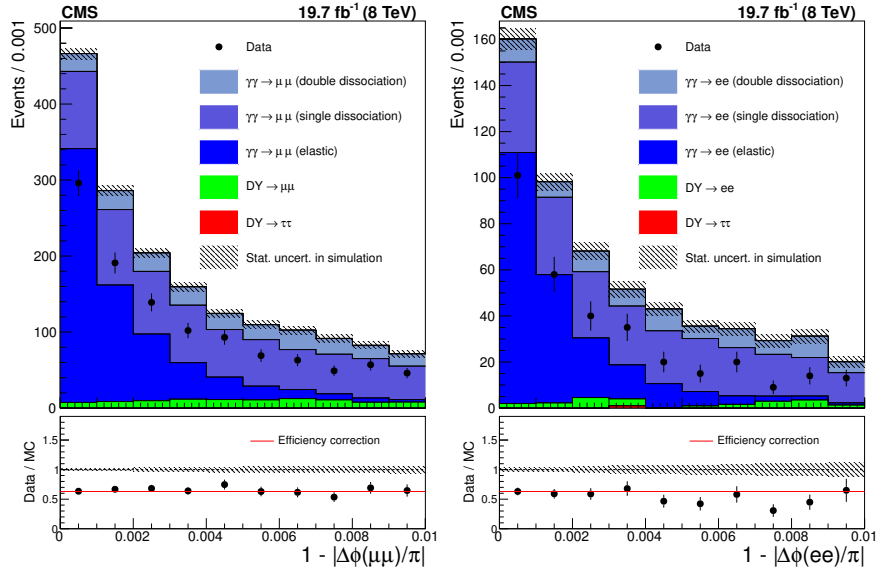 CMS 19.7 fb⁻¹ (8 TeV)
Events / 0.001
500
400
300
200
100
0
Data
γγ → μ μ (double dissociation)
γγ → μ μ (single dissociation)
γγ → μ μ (elastic)
DY → μμ
DY → ττ
Stat. uncert. in simulation
Data / MC
1.5
1
0.5
0
Efficiency correction
0 0.002 0.004 0.006 0.008 0.01
1 - |Δϕ(μμ)/π|
CMS 19.7 fb⁻¹ (8 TeV)
Events / 0.001
160
140
120
100
80
60
40
20
0
Data
γγ → ee (double dissociation)
γγ → ee (single dissociation)
γγ → ee (elastic)
DY → ee
DY → ττ
Stat. uncert. in simulation
Data / MC
1.5
1
0.5
0
Efficiency correction
0 0.002 0.004 0.006 0.008 0.01
1 - |Δϕ(ee)/π|